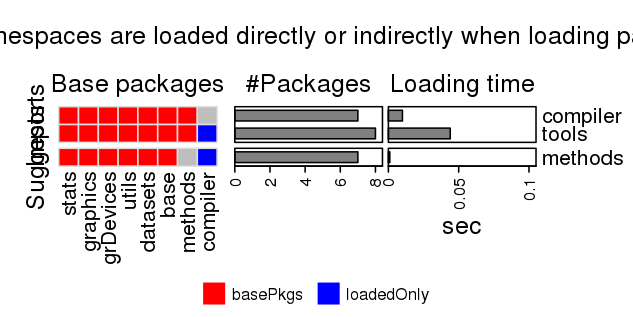 nespaces are loaded directly or indirectly when loading pa
Base packages
#Packages
Loading time
Imports
Suggests
compiler
tools
methods
0 2 4 6 8
0 0.05 0.1
sec
stats
graphics
grDevices
utils
datasets
base
methods
compiler
basePkgs
loadedOnly